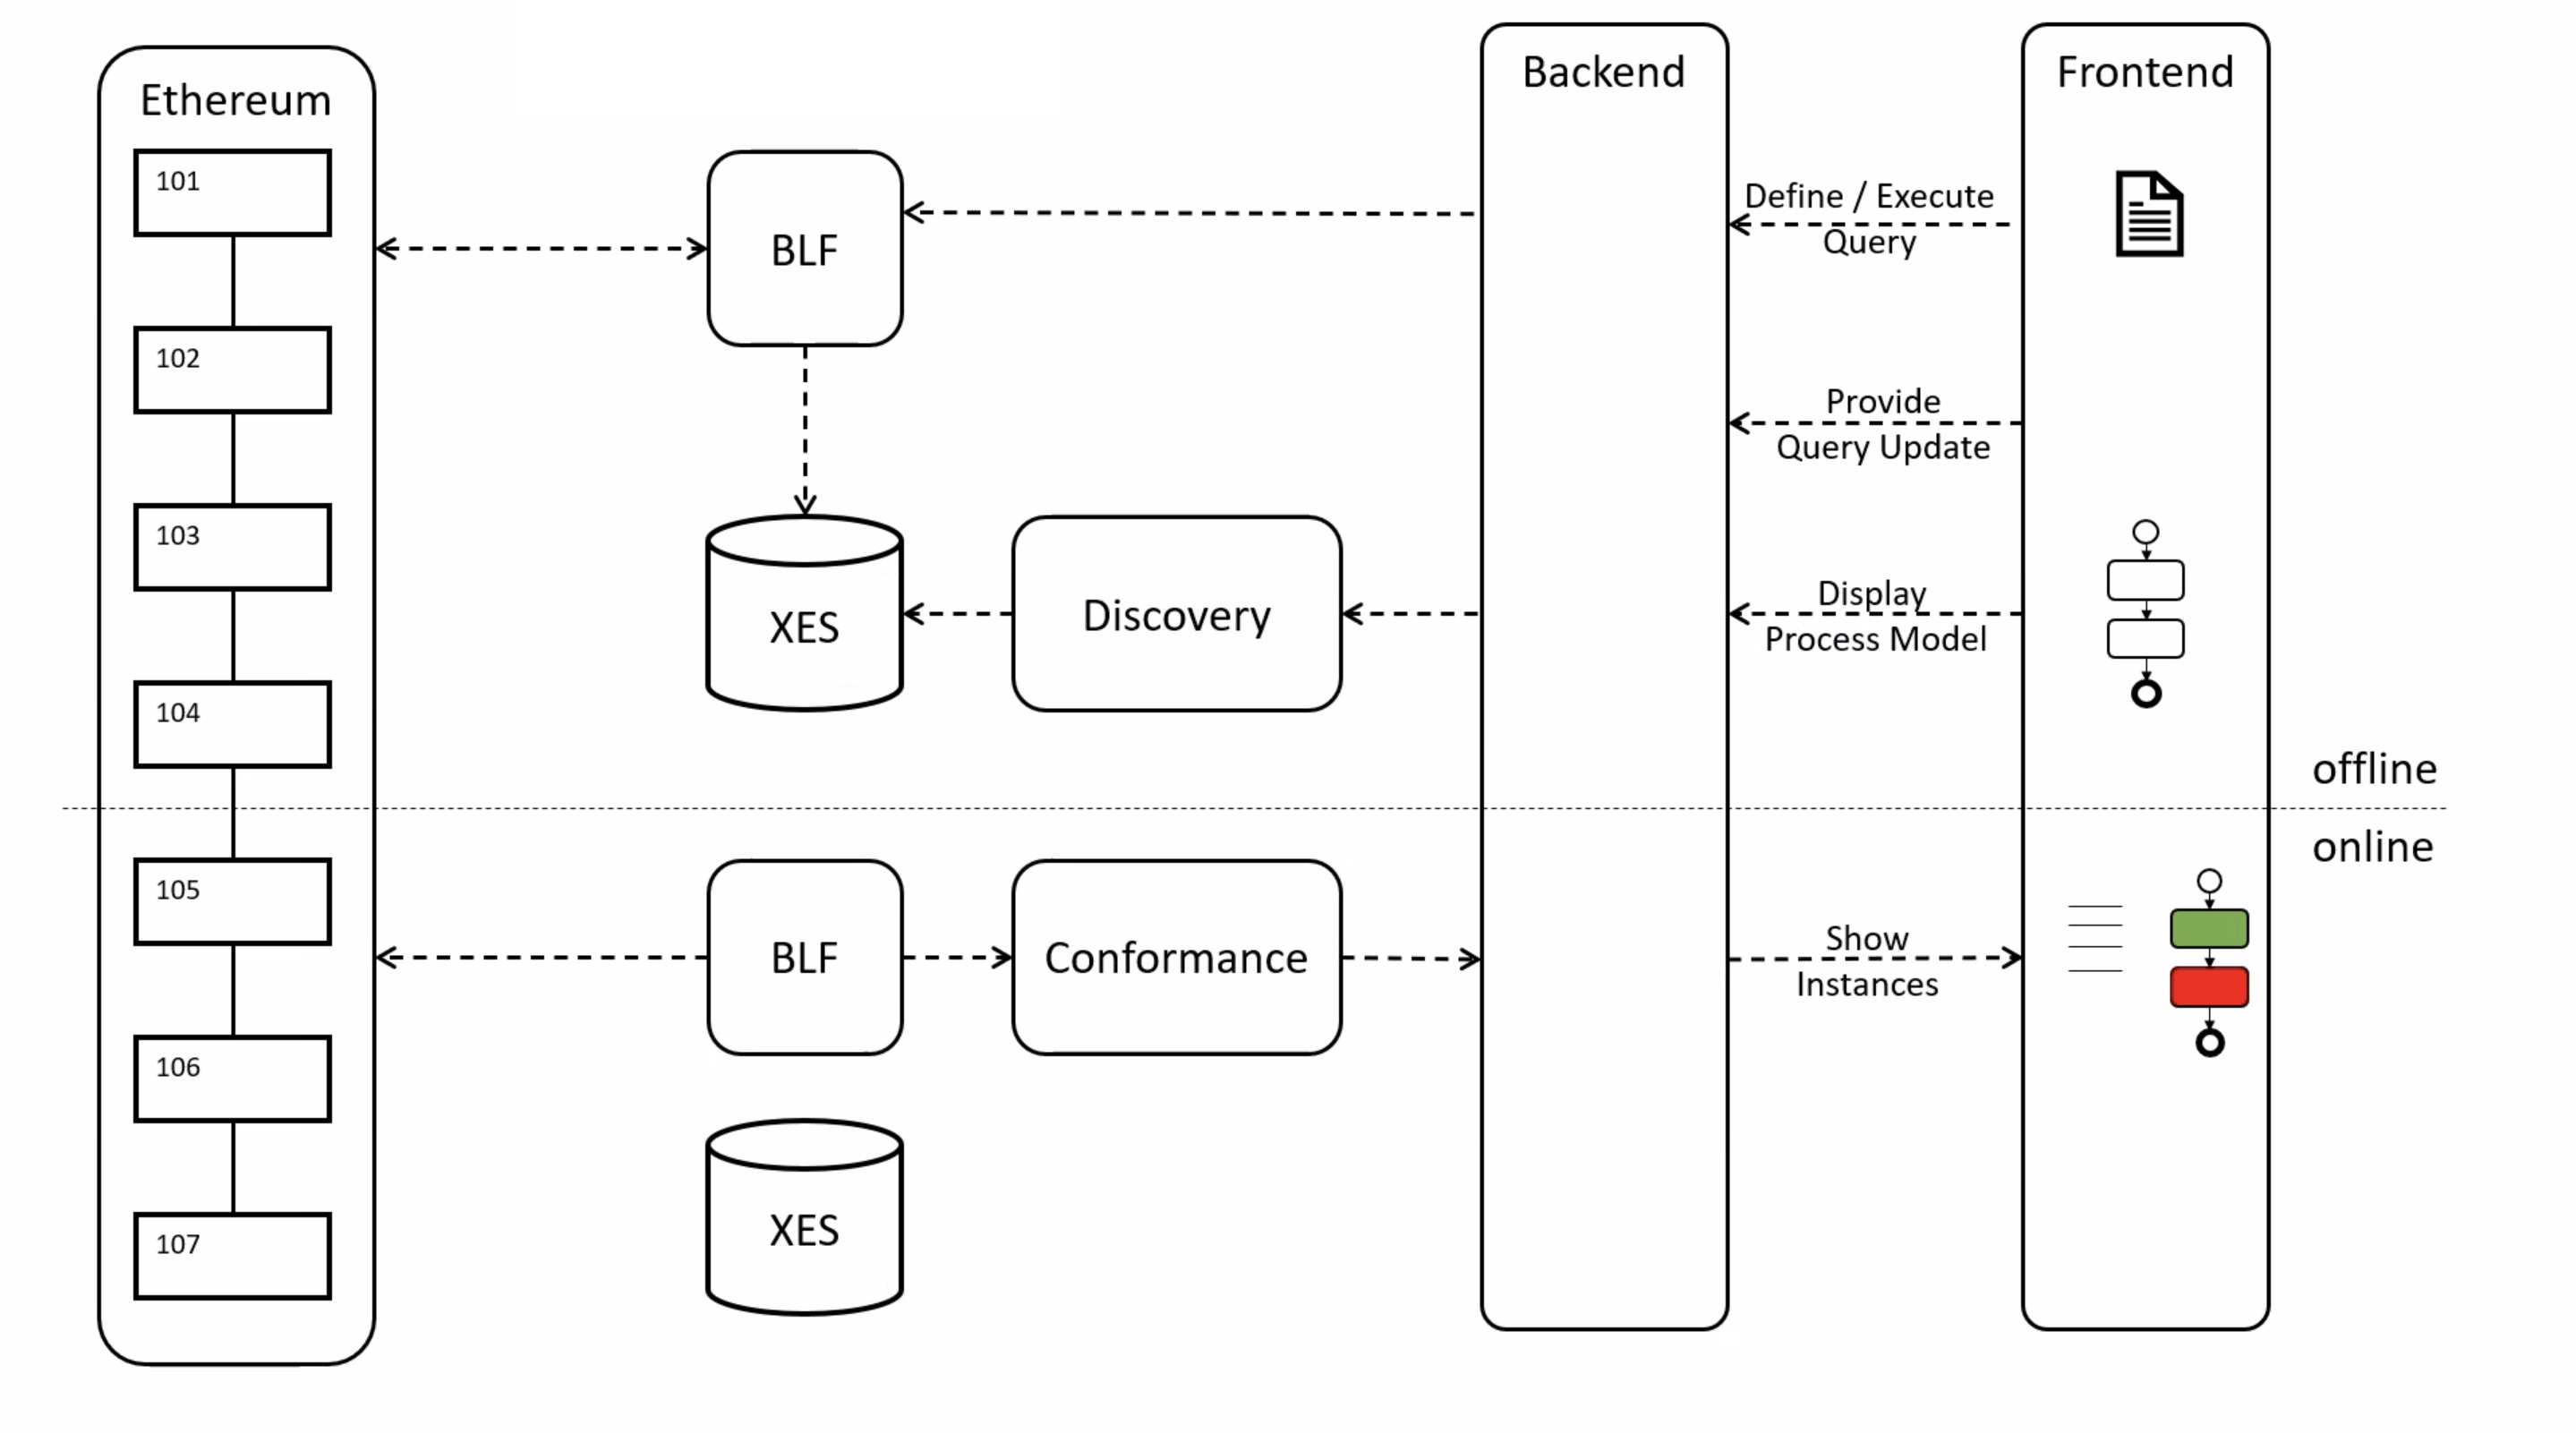 Ethereum
101
102
103
104
105
106
107
BLF
XES
Discovery
BLF
Conformance
XES
Backend
Define / Execute
Query
Provide
Query Update
Display
Process Model
Show
Instances
Frontend
offline
online